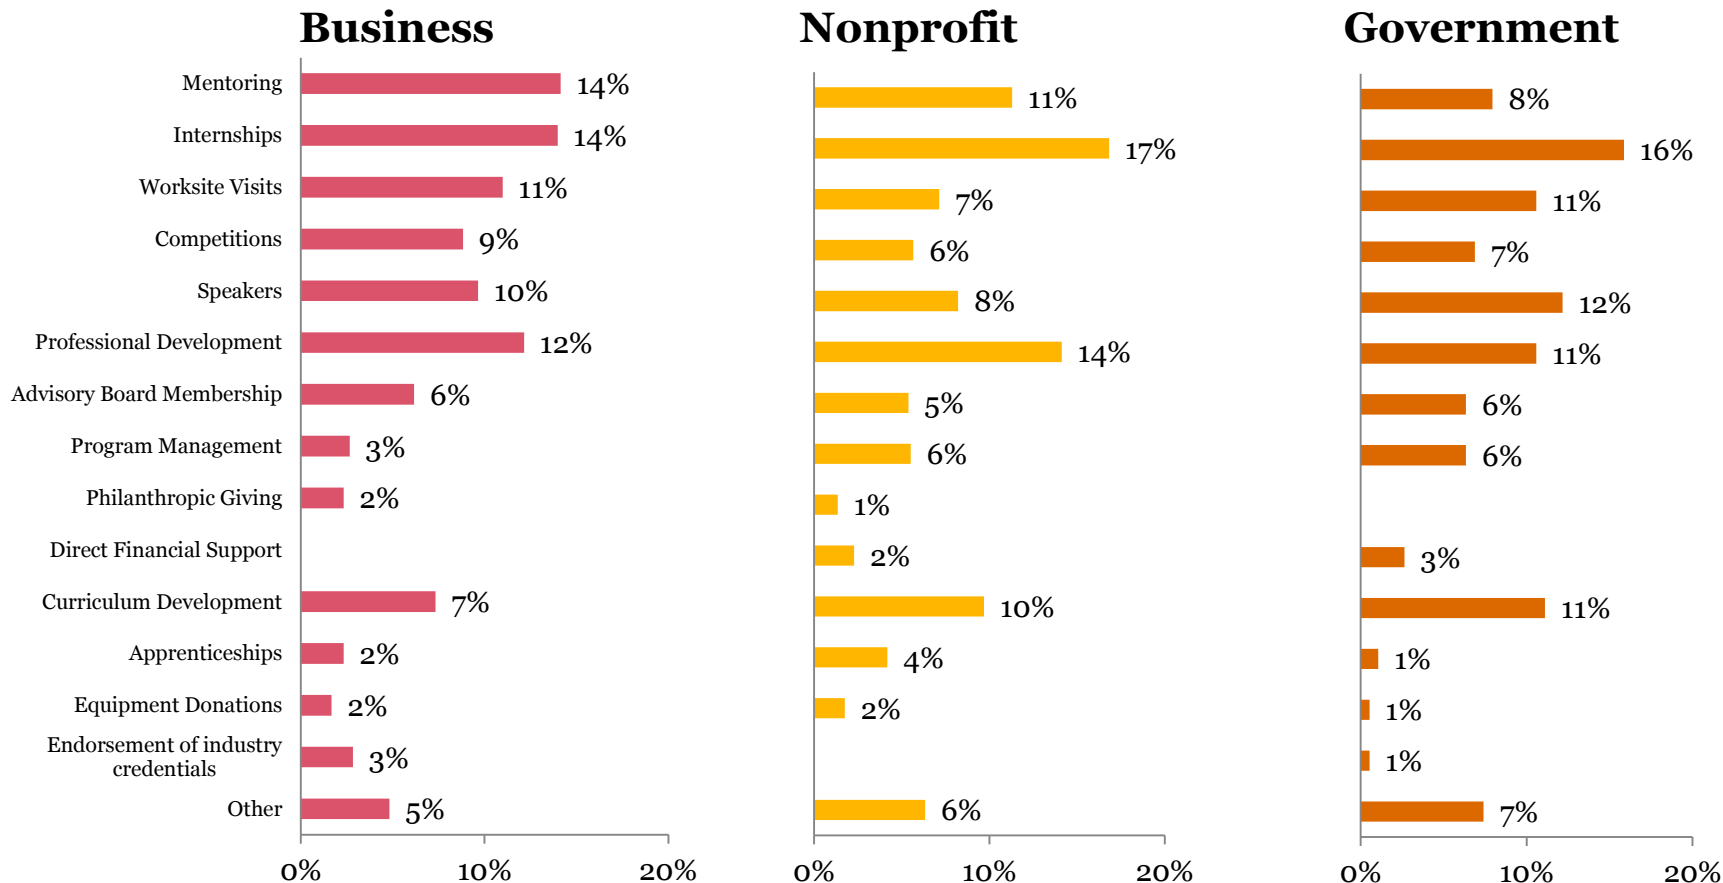 Business Nonprofit Government
Mentoring 14% 11% 8%
Internships 14% 17% 16%
Worksite Visits 11% 7% 11%
Competitions 9% 6% 7%
Speakers 10% 8% 12%
Professional Development 12% 14% 11%
Advisory Board Membership 6% 5% 6%
Program Management 3% 6% 6%
Philanthropic Giving 2% 1%
Direct Financial Support 2% 3%
Curriculum Development 7% 10% 11%
Apprenticeships 2% 4% 1%
Equipment Donations 2% 2% 1%
Endorsement of industry
credentials 3% 1%
Other 5% 6% 7%
0% 10% 20% 0% 10% 20% 0% 10% 20%